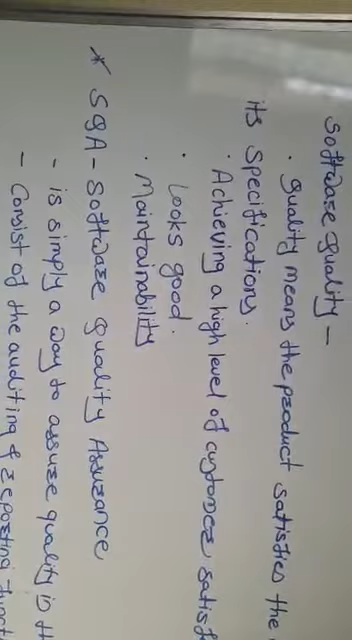 Software quality -
· quality means the product satisfies the
its specifications.
· Achieving a high level of customer satisf
· Looks good.
· Maintainability
* SQA - Software quality Assurance
- is simply a way to assure quality in th
- Consist of the auditing & reporting funct